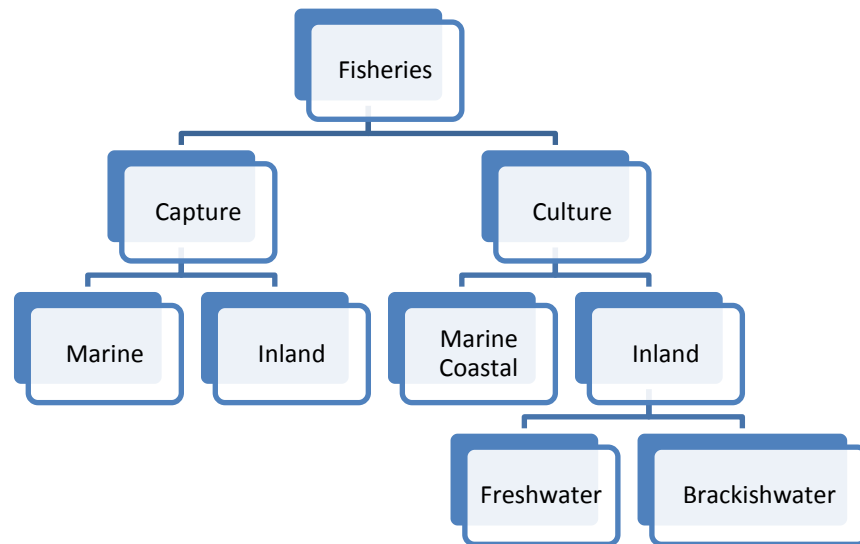 Fisheries
Capture
Culture
Marine
Inland
Marine
Coastal
Inland
Freshwater
Brackishwater